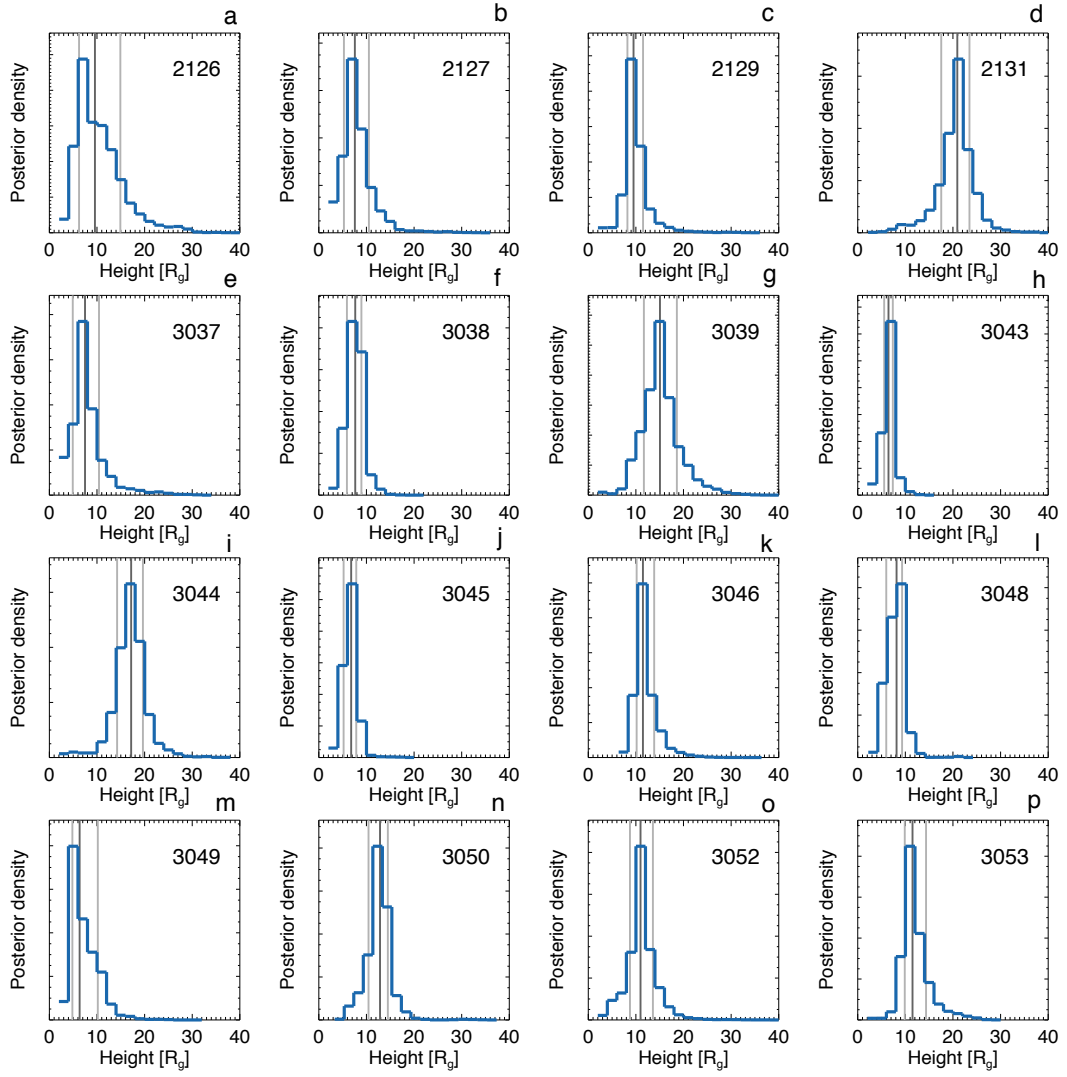 a b c d
2126 2127 2129 2131
Posterior density Posterior density Posterior density Posterior density
0 10 20 30 40 0 10 20 30 40 0 10 20 30 40 0 10 20 30 40
Height [Rg] Height [Rg] Height [Rg] Height [Rg]
e f g h
3037 3038 3039 3043
Posterior density Posterior density Posterior density Posterior density
0 10 20 30 40 0 10 20 30 40 0 10 20 30 40 0 10 20 30 40
Height [Rg] Height [Rg] Height [Rg] Height [Rg]
i j k l
3044 3045 3046 3048
Posterior density Posterior density Posterior density Posterior density
0 10 20 30 40 0 10 20 30 40 0 10 20 30 40 0 10 20 30 40
Height [Rg] Height [Rg] Height [Rg] Height [Rg]
m n o p
3049 3050 3052 3053
Posterior density Posterior density Posterior density Posterior density
0 10 20 30 40 0 10 20 30 40 0 10 20 30 40 0 10 20 30 40
Height [Rg] Height [Rg] Height [Rg] Height [Rg]